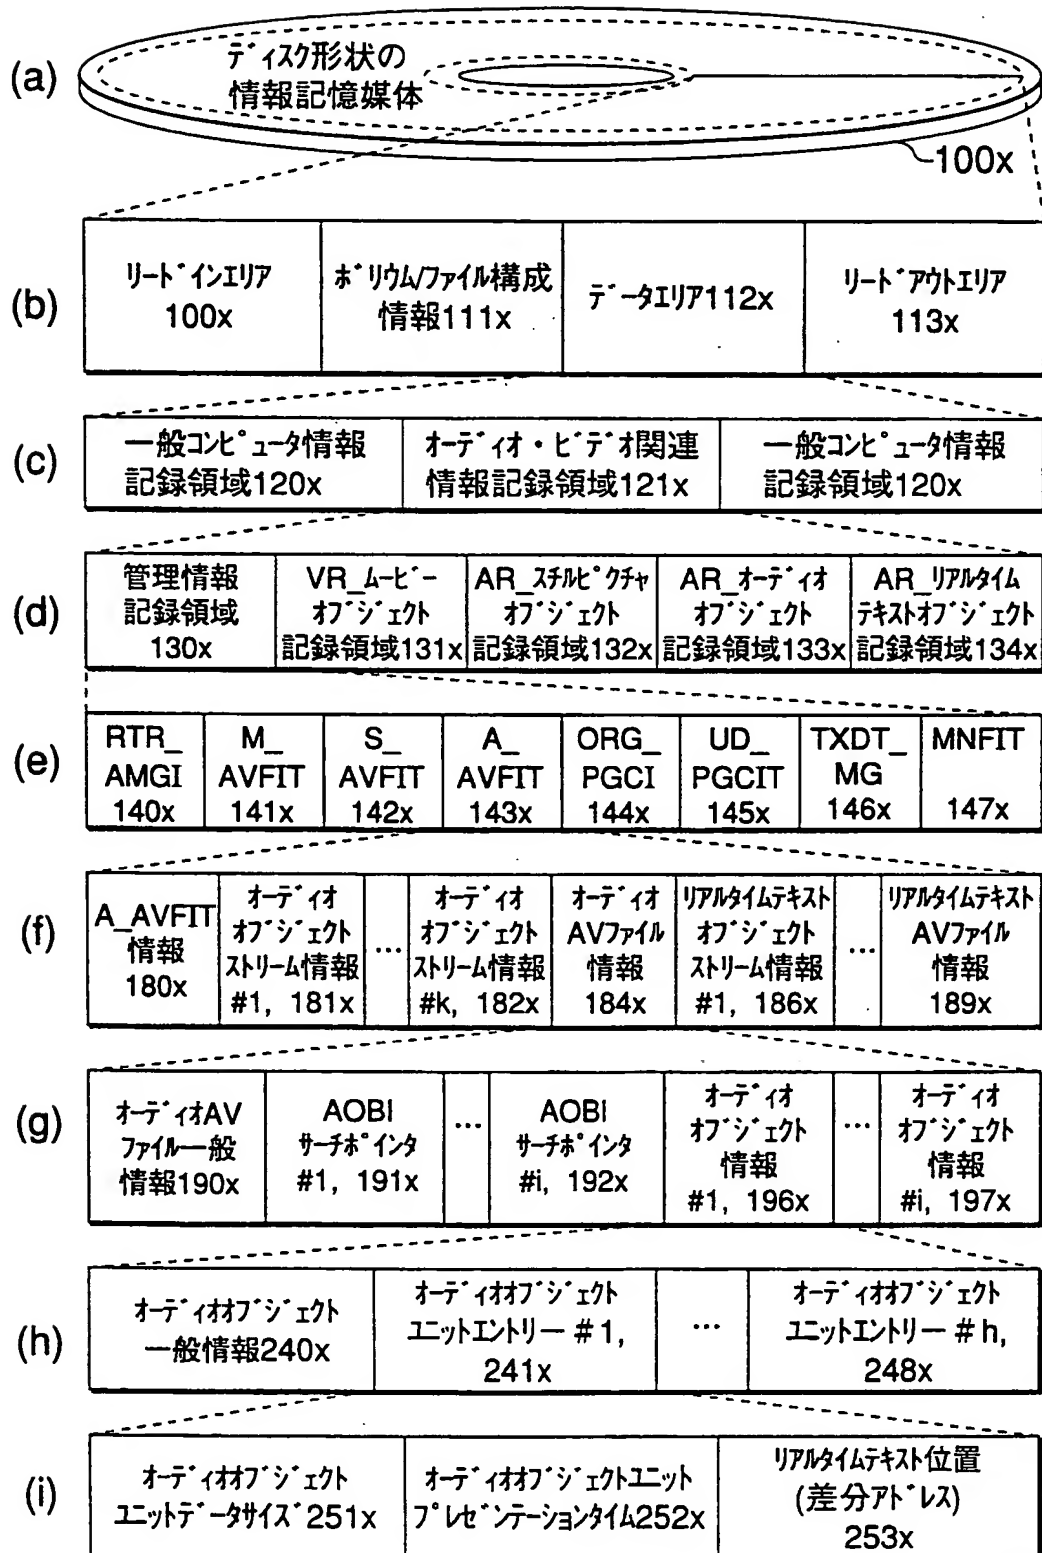 (a)
ディスク形状の
情報記憶媒体
100x
(b)
リードインエリア
100x
ボリウム/ファイル構成
情報111x
データエリア112x
リードアウトエリア
113x
(c)
一般コンピュータ情報
記録領域120x
オーディオ・ビデオ関連
情報記録領域121x
一般コンピュータ情報
記録領域120x
(d)
管理情報
記録領域
130x
VR_ムービー
オブジェクト
記録領域131x
AR_スチルピクチャ
オブジェクト
記録領域132x
AR_オーディオ
オブジェクト
記録領域133x
AR_リアルタイム
テキストオブジェクト
記録領域134x
(e)
RTR_
AMGI
140x
M_
AVFIT
141x
S_
AVFIT
142x
A_
AVFIT
143x
ORG_
PGCI
144x
UD_
PGCIT
145x
TXDT_
MG
146x
MNFIT
147x
(f)
A_AVFIT
情報
180x
オーディオ
オブジェクト
ストリーム情報
#1, 181x
...
オーディオ
オブジェクト
ストリーム情報
#k, 182x
オーディオ
AVファイル
情報
184x
リアルタイムテキスト
オブジェクト
ストリーム情報
#1, 186x
...
リアルタイムテキスト
AVファイル
情報
189x
(g)
オーディオAV
ファイル一般
情報190x
AOBI
サーチポインタ
#1, 191x
...
AOBI
サーチポインタ
#i, 192x
オーディオ
オブジェクト
情報
#1, 196x
...
オーディオ
オブジェクト
情報
#i, 197x
(h)
オーディオオブジェクト
一般情報240x
オーディオオブジェクト
ユニットエントリー #1,
241x
...
オーディオオブジェクト
ユニットエントリー #h,
248x
(i)
オーディオオブジェクト
ユニットデータサイズ251x
オーディオオブジェクトユニット
プレゼンテーションタイム252x
リアルタイムテキスト位置
(差分アドレス)
253x